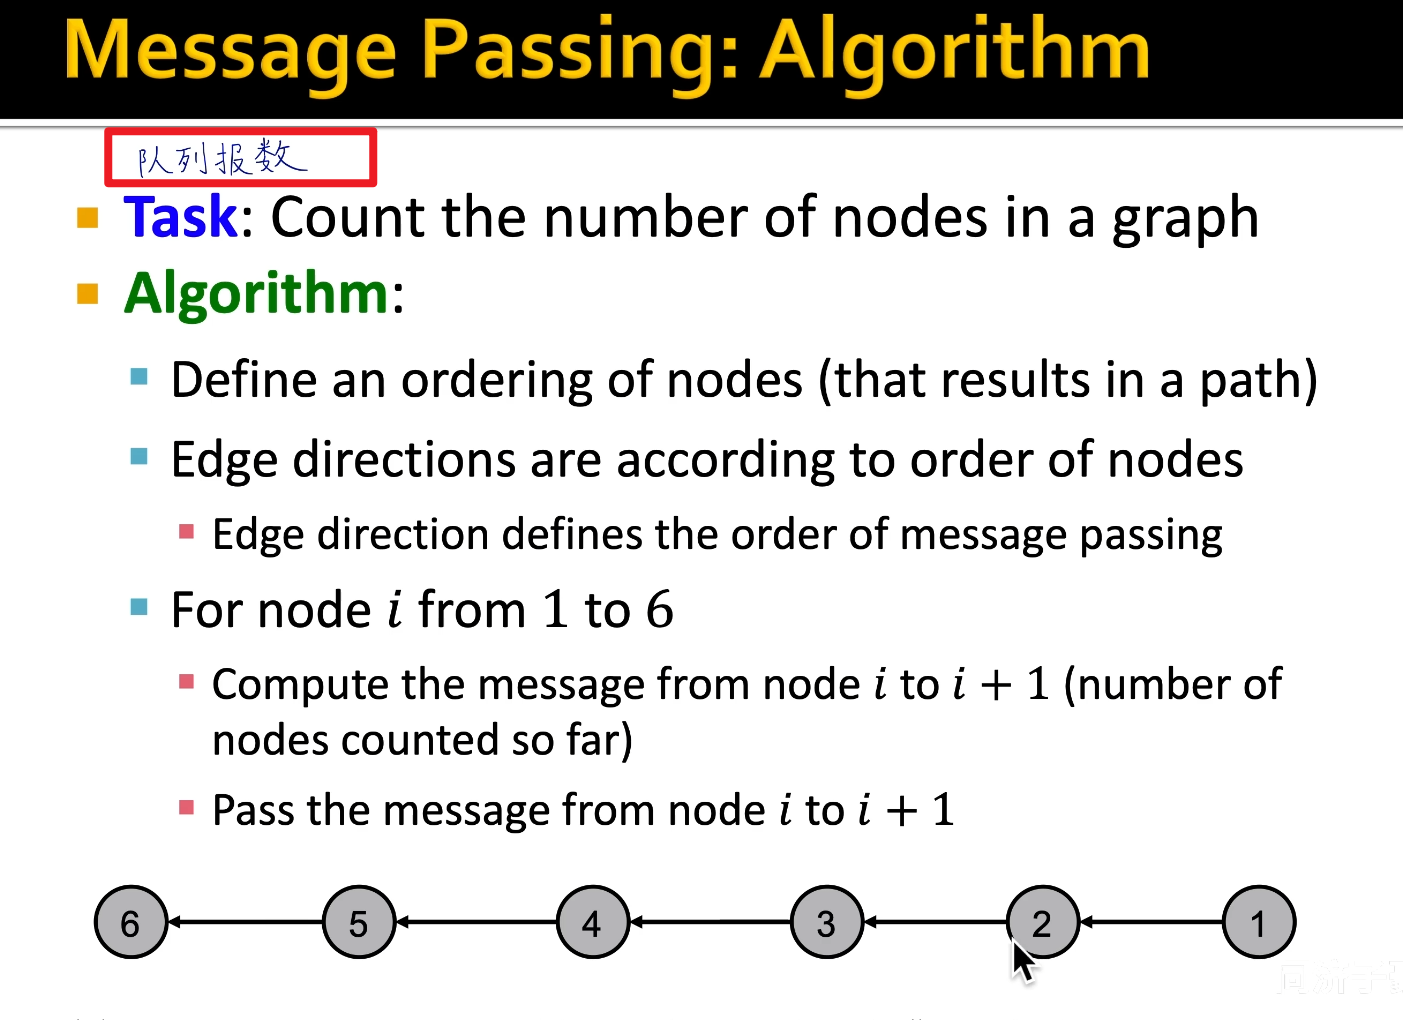 Message Passing: Algorithm
队列报数
Task: Count the number of nodes in a graph
Algorithm:
Define an ordering of nodes (that results in a path)
Edge directions are according to order of nodes
Edge direction defines the order of message passing
For node i from 1 to 6
Compute the message from node i to i + 1 (number of
nodes counted so far)
Pass the message from node i to i + 1
6 5 4 3 2 1